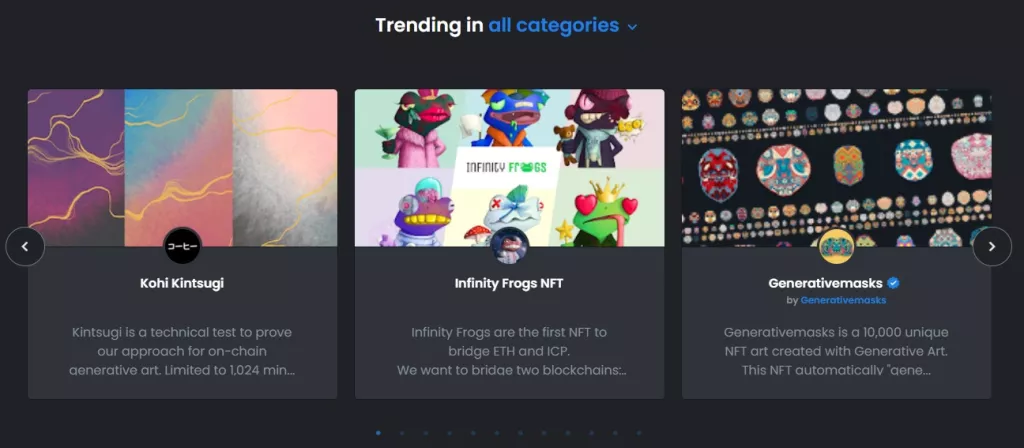 Trending in all categories
INFINITY FROGS
コーヒー
Kohi Kintsugi
Kintsugi is a technical test to prove
our approach for on-chain
generative art. Limited to 1,024 min...
Infinity Frogs NFT
Infinity Frogs are the first NFT to
bridge ETH and ICP.
We want to bridge two blockchains:..
Generativemasks
by Generativemasks
Generativemasks is a 10,000 unique
NFT art created with Generative Art.
This NFT automatically "gene...